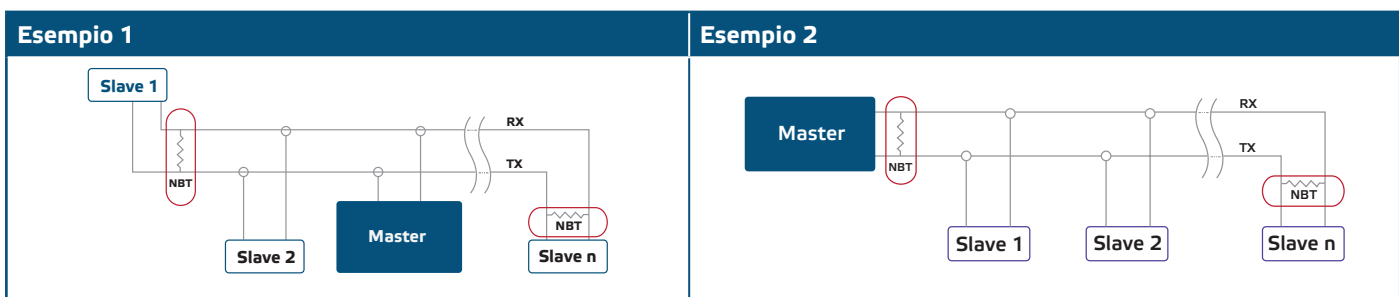 Esempio 1
Slave 1
RX
TX
NBT
NBT
Master
Slave 2
Slave n
Esempio 2
RX
Master
TX
NBT
NBT
Slave 1
Slave 2
Slave n